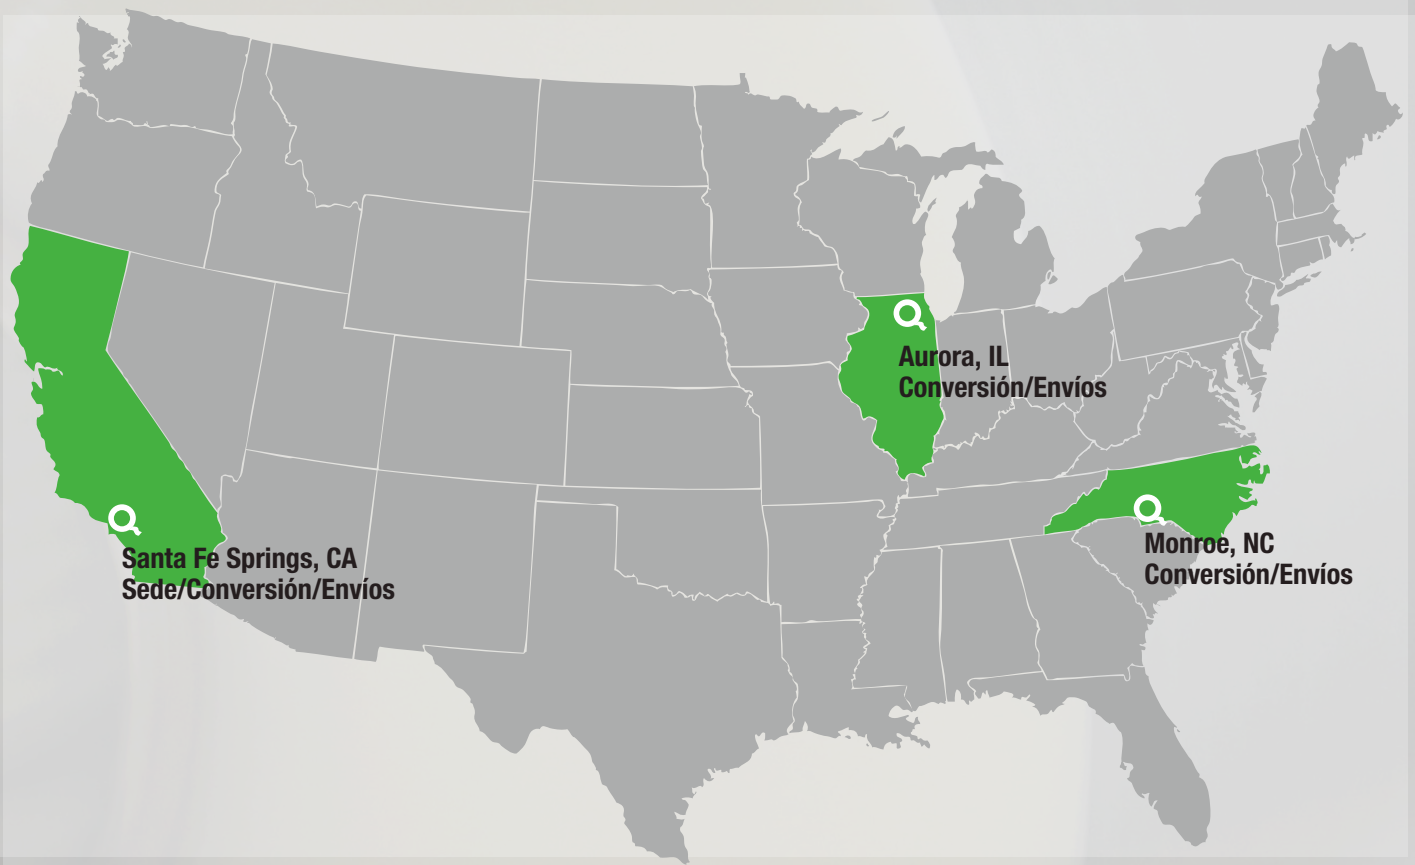 Aurora, IL
Conversión/Envíos
Santa Fe Springs, CA
Sede/Conversión/Envíos
Monroe, NC
Conversión/Envíos